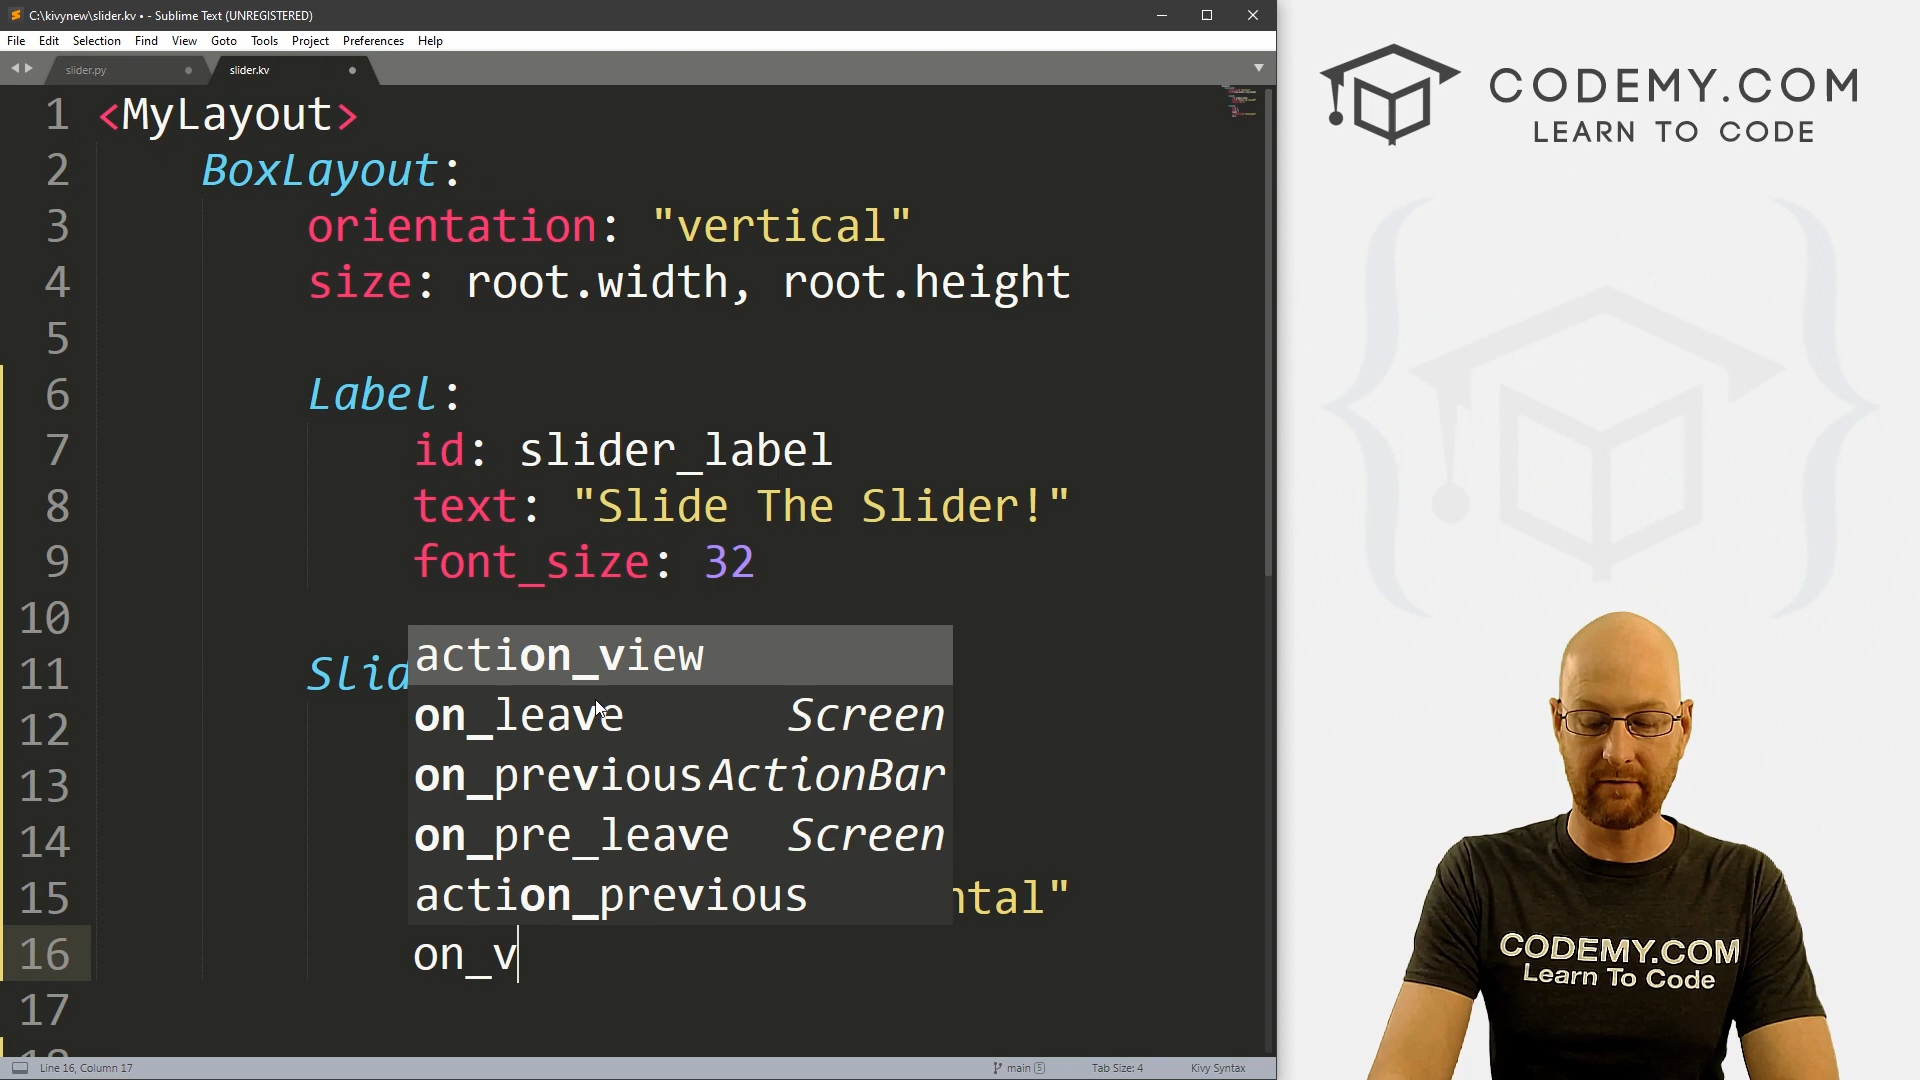 C:\kivynew\slider.kv • - Sublime Text (UNREGISTERED)
File Edit Selection Find View Goto Tools Project Preferences Help
slider.py
slider.kv
1 <MyLayout>
2 BoxLayout:
3 orientation: "vertical"
4 size: root.width, root.height
5
6 Label:
7 id: slider_label
8 text: "Slide The Slider!"
9 font_size: 32
10
action_view
11 Slid
on_leave Screen
12
on_previous ActionBar
13
on_pre_leave Screen
14
action_previous
15 ntal"
16 on_v
17
18
Line 16, Column 17
main 5
Tab Size: 4
Kivy Syntax
CODEMY.COM
LEARN TO CODE
CODEMY.COM
Learn To Code